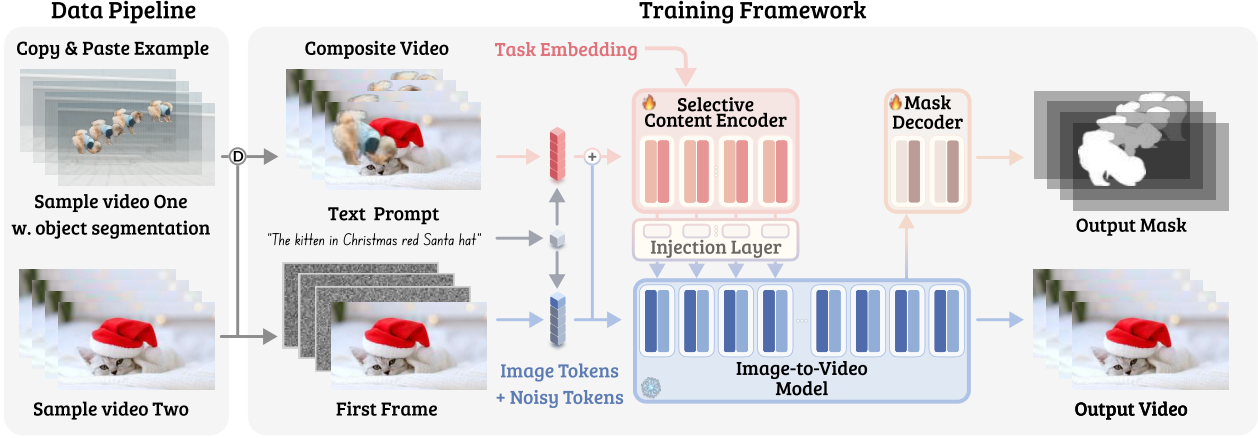 Data Pipeline
Training Framework
Copy & Paste Example
Sample video One
w. object segmentation
Sample video Two
D
Composite Video
Text Prompt
"The kitten in Christmas red Santa hat"
First Frame
Task Embedding
+
Image Tokens
+ Noisy Tokens
Selective
Content Encoder
Injection Layer
Image-to-Video
Model
Mask
Decoder
Output Mask
Output Video